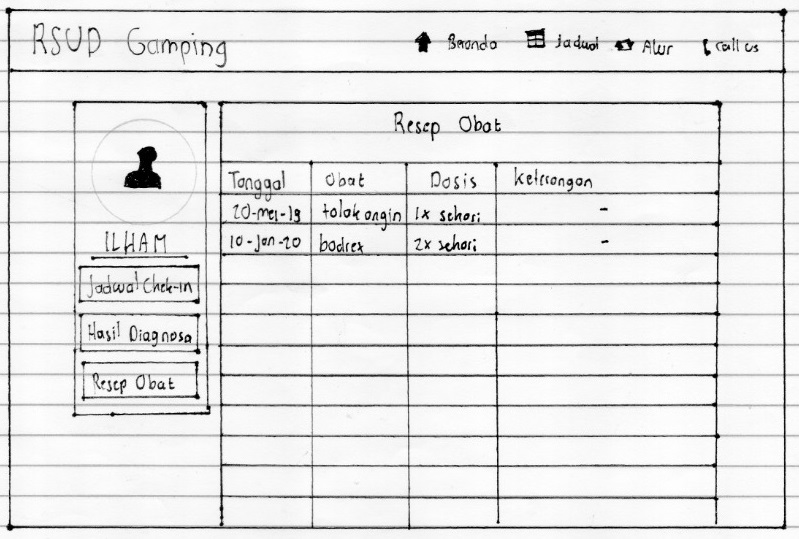 RSUD Gamping
Beranda Jadwal Alur Call us
ILHAM
Jadwal Chek-in
Hasil Diagnosa
Resep Obat
Resep Obat
Tanggal Obat Dosis Keterangan
20-mei-19 tolak angin 1x sehari -
10-Jan-20 bodrex 2x sehari -